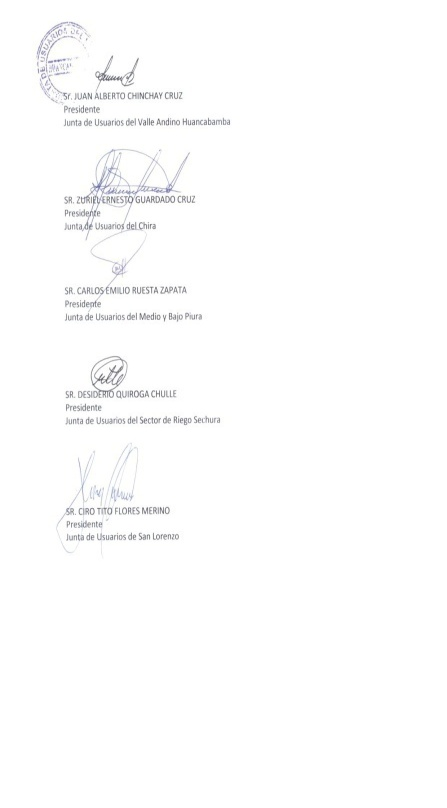 Sr. JUAN ALBERTO CHINCHAY CRUZ
Presidente
Junta de Usuarios del Valle Andino Huancabamba
SR. ZURIEL ERNESTO GUARDADO CRUZ
Presidente
Junta de Usuarios del Chira
SR. CARLOS EMILIO RUESTA ZAPATA
Presidente
Junta de Usuarios del Medio y Bajo Piura
SR. DESIDERIO QUIROGA CHULLE
Presidente
Junta de Usuarios del Sector de Riego Sechura
SR. CIRO TITO FLORES MERINO
Presidente
Junta de Usuarios de San Lorenzo